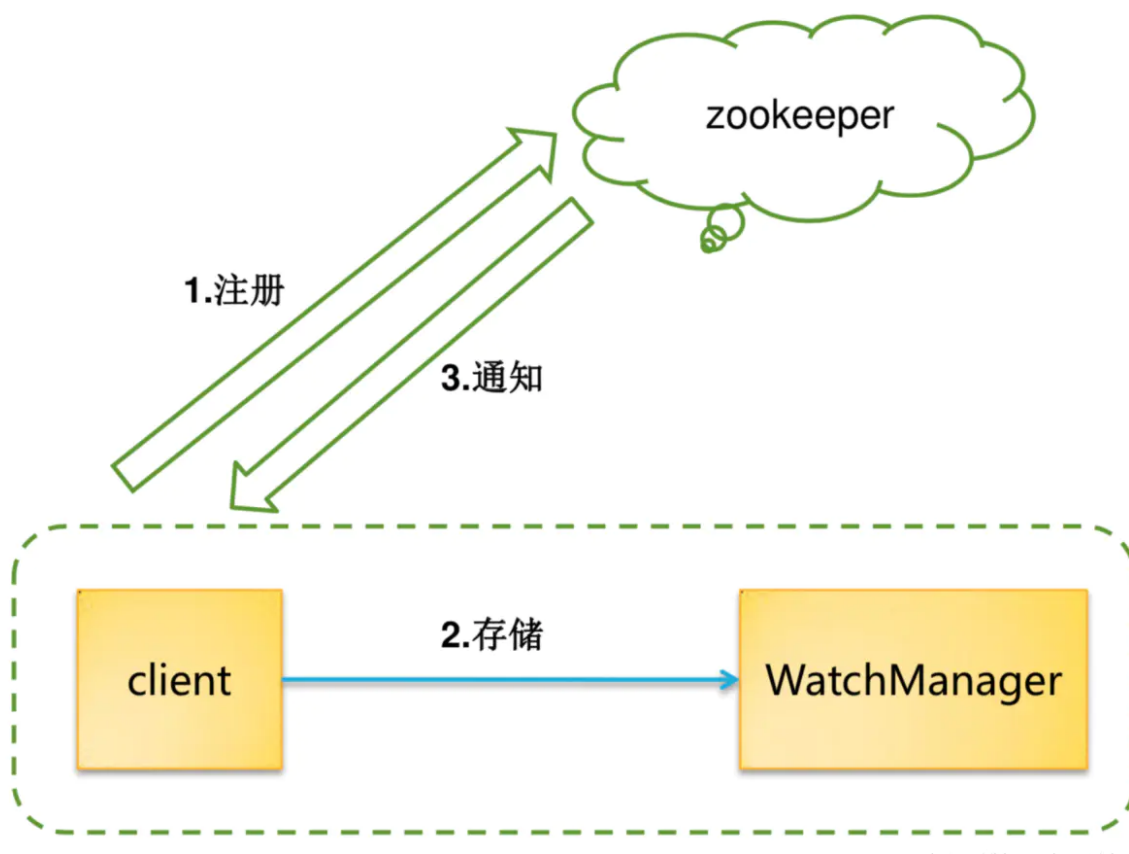 zookeeper
1.注册
3.通知
2.存储
client
WatchManager